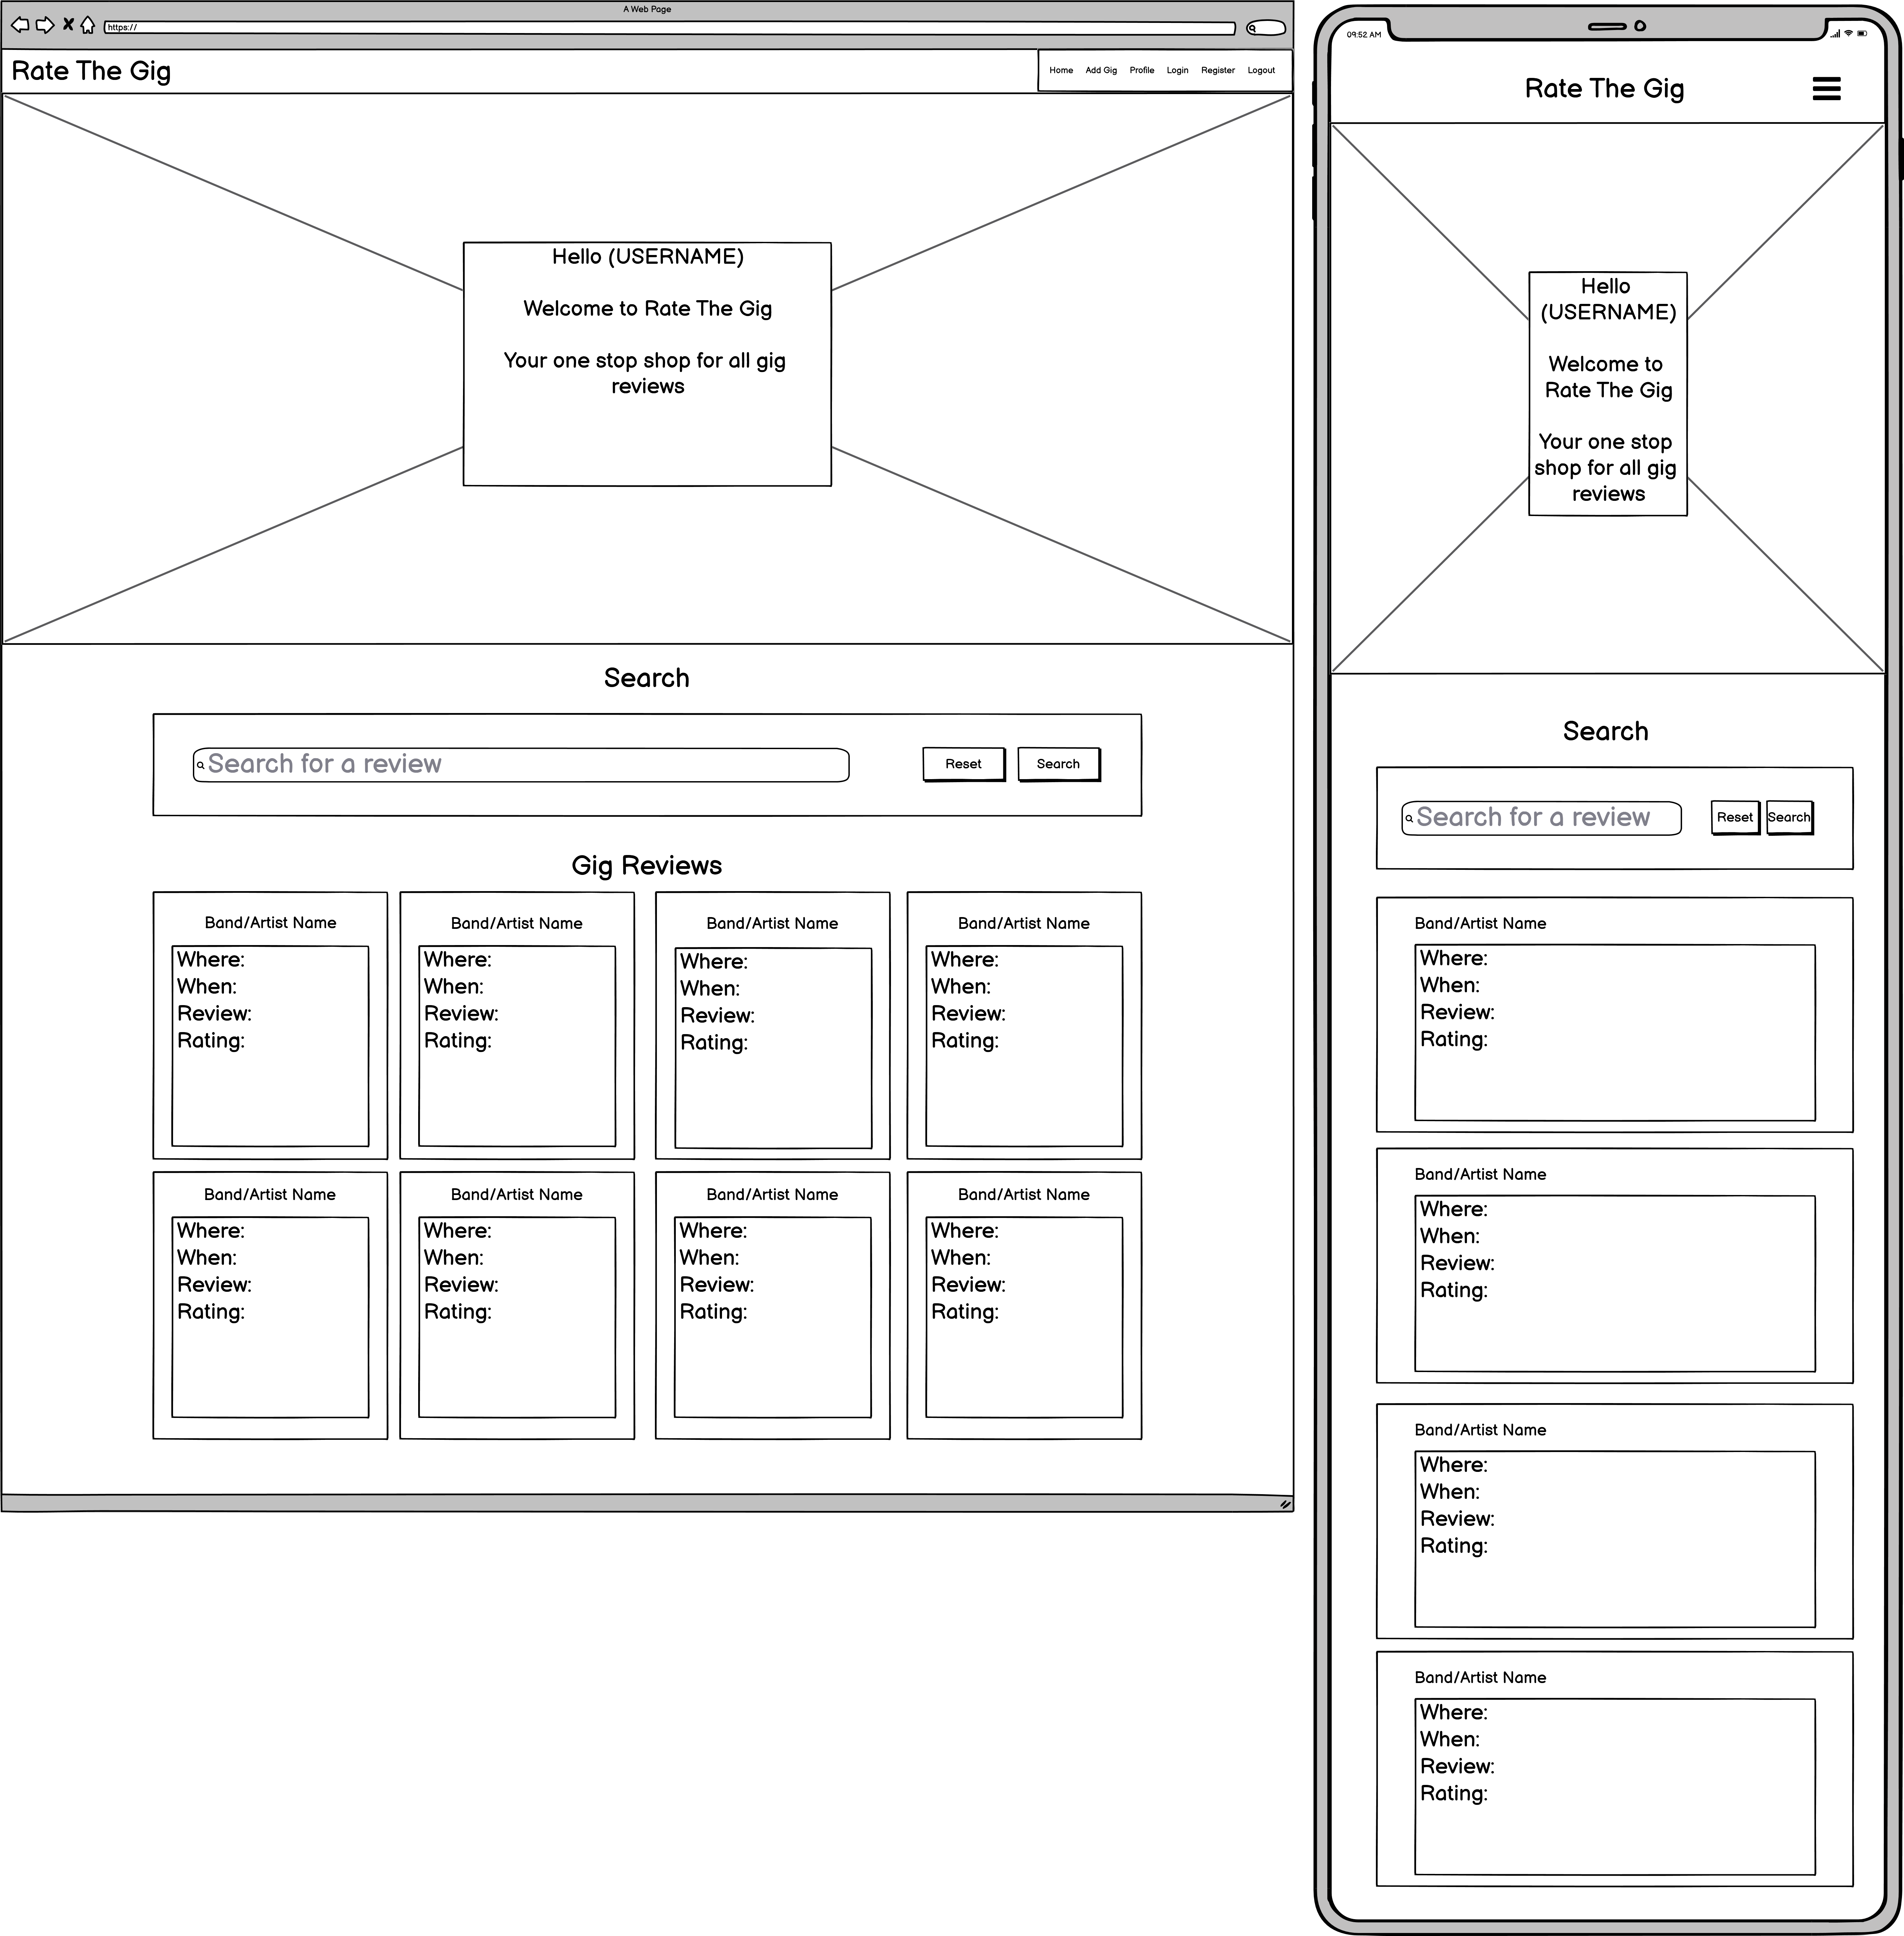 A Web Page
https://
Rate The Gig
Home Add Gig Profile Login Register Logout
Hello (USERNAME)
Welcome to Rate The Gig
Your one stop shop for all gig
reviews
Search
Search for a review
Reset Search
Gig Reviews
Band/Artist Name
Where:
When:
Review:
Rating:
Band/Artist Name
Where:
When:
Review:
Rating:
Band/Artist Name
Where:
When:
Review:
Rating:
Band/Artist Name
Where:
When:
Review:
Rating:
Band/Artist Name
Where:
When:
Review:
Rating:
Band/Artist Name
Where:
When:
Review:
Rating:
Band/Artist Name
Where:
When:
Review:
Rating:
Band/Artist Name
Where:
When:
Review:
Rating:
09:52 AM
Rate The Gig
Hello
(USERNAME)
Welcome to
Rate The Gig
Your one stop
shop for all gig
reviews
Search
Search for a review
Reset Search
Band/Artist Name
Where:
When:
Review:
Rating:
Band/Artist Name
Where:
When:
Review:
Rating:
Band/Artist Name
Where:
When:
Review:
Rating:
Band/Artist Name
Where:
When:
Review:
Rating: